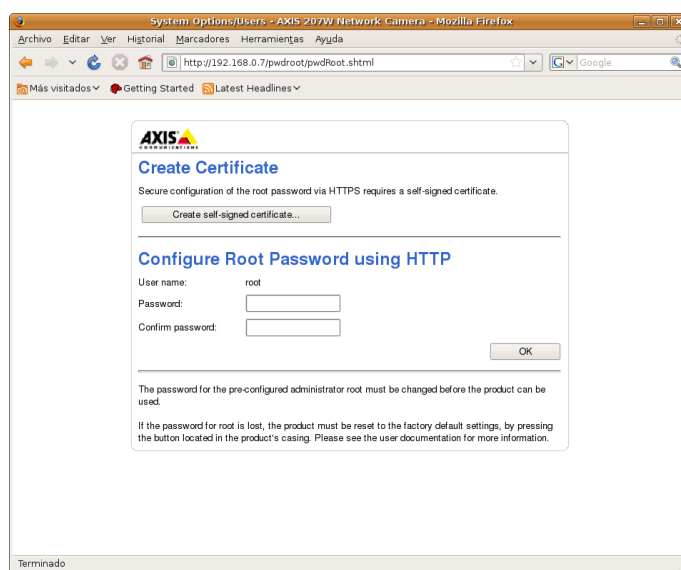 System Options/Users - AXIS 207W Network Camera - Mozilla Firefox
Archivo Editar Ver Historial Marcadores Herramientas Ayuda
http://192.168.0.7/pwdroot/pwdRoot.shtml
G Google
Más visitados Getting Started Latest Headlines
AXIS
COMMUNICATIONS
Create Certificate
Secure configuration of the root password via HTTPS requires a self-signed certificate.
Create self-signed certificate...
Configure Root Password using HTTP
User name: root
Password:
Confirm password:
OK
The password for the pre-configured administrator root must be changed before the product can be
used.
If the password for root is lost, the product must be reset to the factory default settings, by pressing
the button located in the product's casing. Please see the user documentation for more information.
Terminado